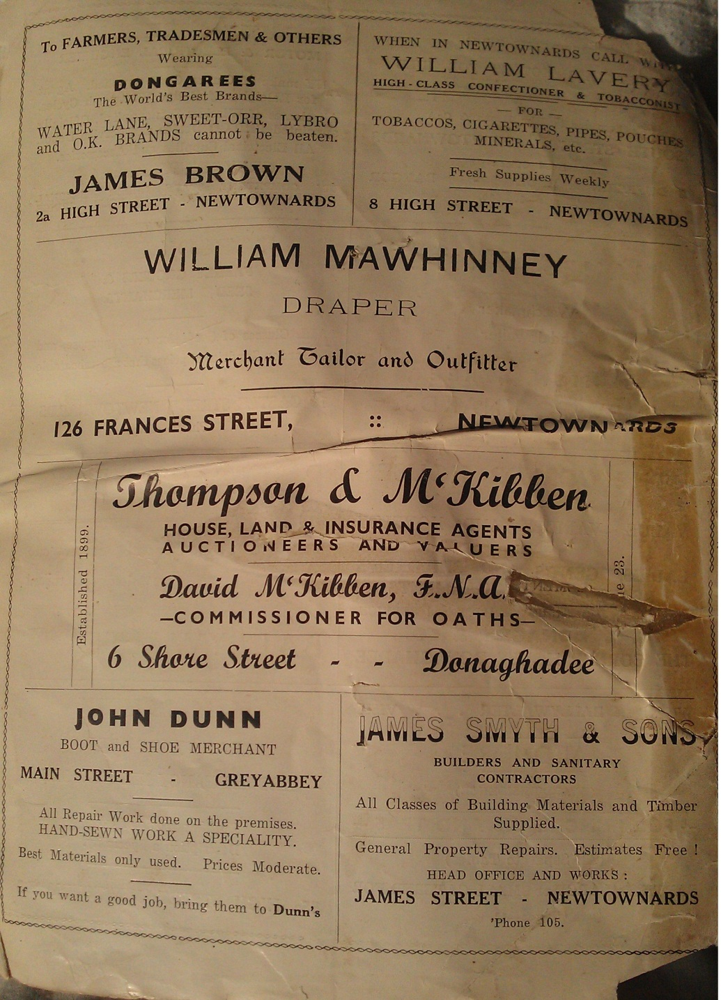 To FARMERS, TRADESMEN & OTHERS
Wearing
DONGAREES
The World's Best Brands—
WATER LANE, SWEET-ORR, LYBRO
and O.K. BRANDS cannot be beaten.
JAMES BROWN
2a HIGH STREET - NEWTOWNARDS
WHEN IN NEWTOWNARDS CALL WITH
WILLIAM LAVERY
HIGH-CLASS CONFECTIONER & TOBACCONIST
— FOR —
TOBACCOS, CIGARETTES, PIPES, POUCHES
MINERALS, etc.
Fresh Supplies Weekly
8 HIGH STREET - NEWTOWNARDS
WILLIAM MAWHINNEY
DRAPER
Merchant Tailor and Outfitter
126 FRANCES STREET, :: NEWTOWNARDS
Established 1899.
Thompson & M'Kibben
HOUSE, LAND & INSURANCE AGENTS
AUCTIONEERS AND VALUERS
David M'Kibben, F.N.A.
—COMMISSIONER FOR OATHS—
6 Shore Street - - Donaghadee
ne 23.
JOHN DUNN
BOOT and SHOE MERCHANT
MAIN STREET - GREYABBEY
All Repair Work done on the premises.
HAND-SEWN WORK A SPECIALITY.
Best Materials only used. Prices Moderate.
If you want a good job, bring them to Dunn's
JAMES SMYTH & SONS
BUILDERS AND SANITARY
CONTRACTORS
All Classes of Building Materials and Timber
Supplied.
General Property Repairs. Estimates Free !
HEAD OFFICE AND WORKS :
JAMES STREET - NEWTOWNARDS
'Phone 105.